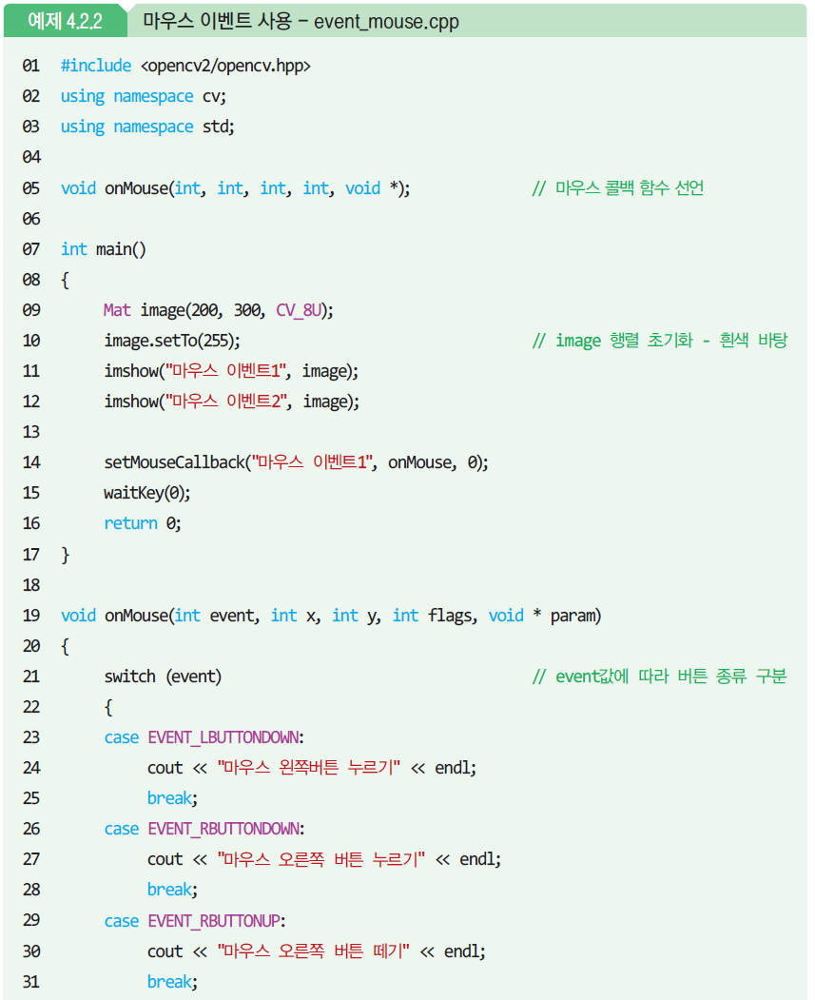 예제 4.2.2 마우스 이벤트 사용 - event_mouse.cpp
01 #include <opencv2/opencv.hpp>
02 using namespace cv;
03 using namespace std;
04
05 void onMouse(int, int, int, int, void *); // 마우스 콜백 함수 선언
06
07 int main()
08 {
09 Mat image(200, 300, CV_8U);
10 image.setTo(255); // image 행렬 초기화 - 흰색 바탕
11 imshow("마우스 이벤트1", image);
12 imshow("마우스 이벤트2", image);
13
14 setMouseCallback("마우스 이벤트1", onMouse, 0);
15 waitKey(0);
16 return 0;
17 }
18
19 void onMouse(int event, int x, int y, int flags, void * param)
20 {
21 switch (event) // event값에 따라 버튼 종류 구분
22 {
23 case EVENT_LBUTTONDOWN:
24 cout << "마우스 왼쪽버튼 누르기" << endl;
25 break;
26 case EVENT_RBUTTONDOWN:
27 cout << "마우스 오른쪽 버튼 누르기" << endl;
28 break;
29 case EVENT_RBUTTONUP:
30 cout << "마우스 오른쪽 버튼 떼기" << endl;
31 break;